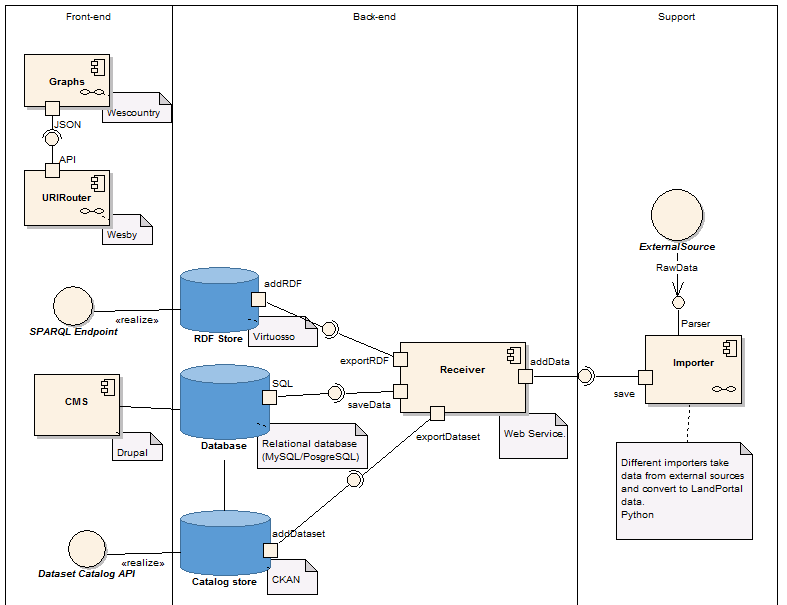 Front-end
Back-end
Support
Graphs
Wescountry
JSON
API
URIRouter
Wesby
ExternalSource
RawData
Parser
Importer
save
Different importers take
data from external sources
and convert to LandPortal
data.
Python
SPARQL Endpoint
«realize»
addRDF
RDF Store
Virtuosso
exportRDF
Receiver
addData
SQL
saveData
exportDataset
Web Service.
CMS
Drupal
Database
Relational database
(MySQL/PosgreSQL)
addDataset
Dataset Catalog API
«realize»
Catalog store
CKAN